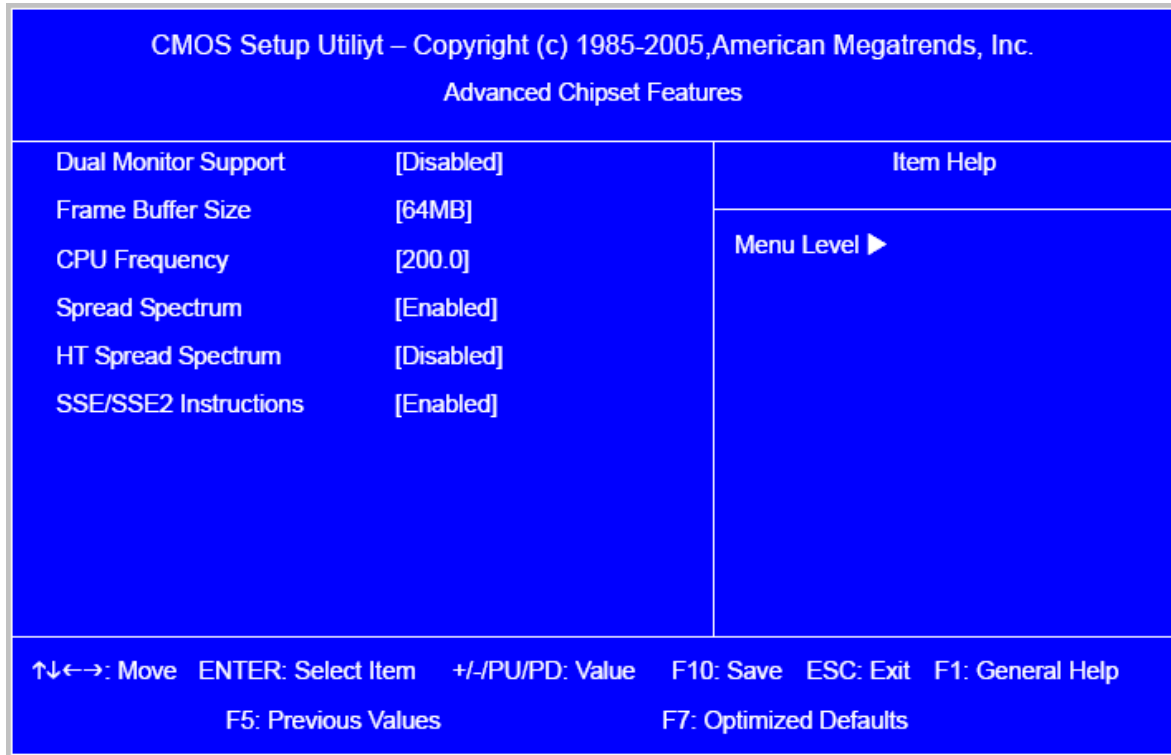 CMOS Setup Utiliyt – Copyright (c) 1985-2005,American Megatrends, Inc.
Advanced Chipset Features
Dual Monitor Support [Disabled]
Frame Buffer Size [64MB]
CPU Frequency [200.0]
Spread Spectrum [Enabled]
HT Spread Spectrum [Disabled]
SSE/SSE2 Instructions [Enabled]
Item Help
Menu Level ▶
↑↓←→: Move ENTER: Select Item +/-/PU/PD: Value F10: Save ESC: Exit F1: General Help
F5: Previous Values F7: Optimized Defaults